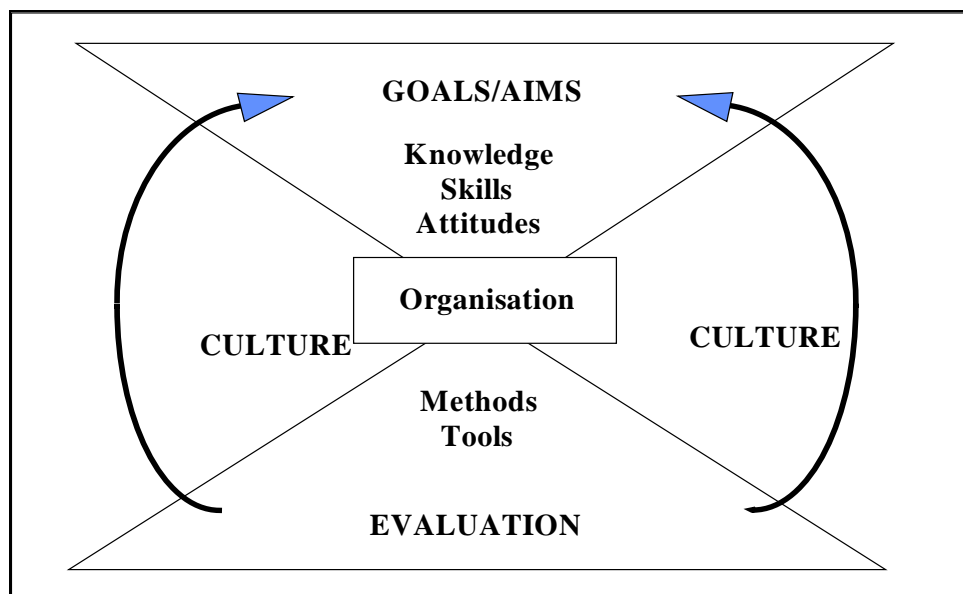 GOALS/AIMS
Knowledge
Skills
Attitudes
Organisation
CULTURE
CULTURE
Methods
Tools
EVALUATION